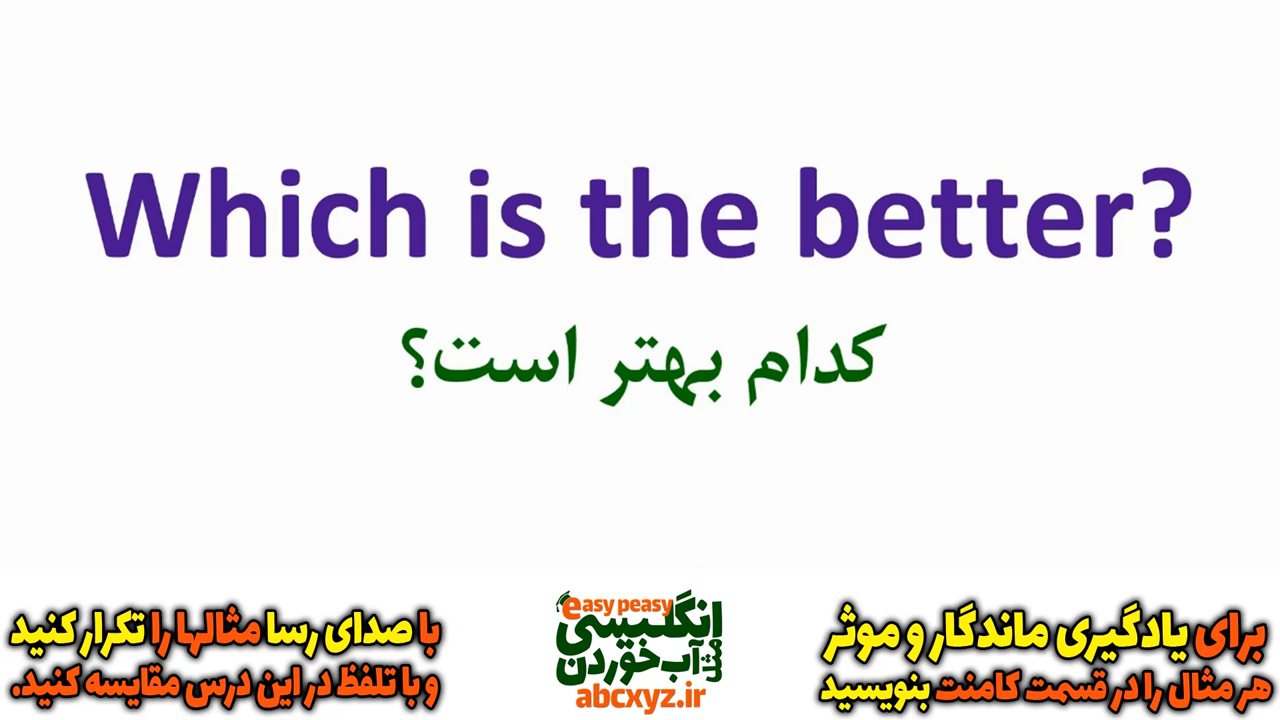 Which is the better?
کدام بهتر است؟
برای یادگیری ماندگار و موثر
هر مثال را در قسمت کامنت بنویسید
easy peasy
انگلیسی
مثل آب خوردن
abcxyz.ir
با صدای رسا مثالها را تکرار کنید
و با تلفظ در این درس مقایسه کنید.